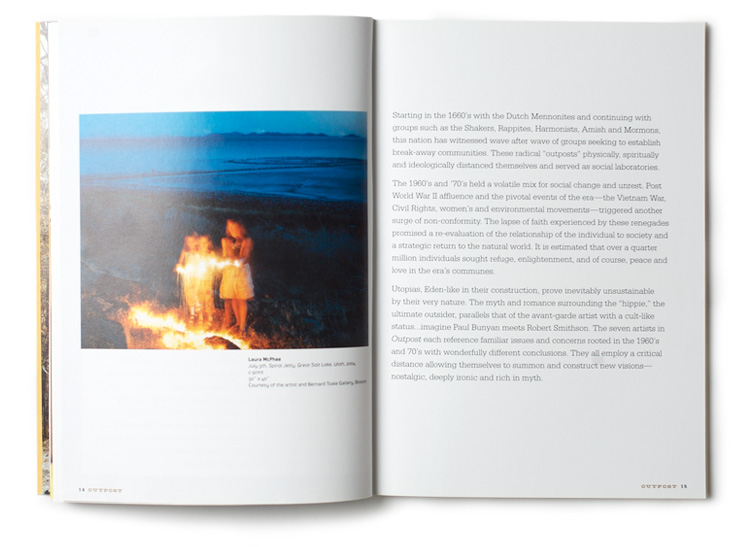 Laura McPhee
July 5th, Spiral Jetty, Great Salt Lake, Utah, 2004
C-print
30" x 40"
Courtesy of the artist and Bernard Toale Gallery, Boston
14 OUTPOST
Starting in the 1660's with the Dutch Mennonites and continuing with
groups such as the Shakers, Rappites, Harmonists, Amish and Mormons,
this nation has witnessed wave after wave of groups seeking to establish
break-away communities. These radical "outposts" physically, spiritually
and ideologically distanced themselves and served as social laboratories.
The 1960's and '70's held a volatile mix for social change and unrest. Post
World War II affluence and the pivotal events of the era—the Vietnam War,
Civil Rights, women's and environmental movements—triggered another
surge of non-conformity. The lapse of faith experienced by these renegades
promised a re-evaluation of the relationship of the individual to society and
a strategic return to the natural world. It is estimated that over a quarter
million individuals sought refuge, enlightenment, and of course, peace and
love in the era's communes.
Utopias, Eden-like in their construction, prove inevitably unsustainable
by their very nature. The myth and romance surrounding the "hippie," the
ultimate outsider, parallels that of the avant-garde artist with a cult-like
status...imagine Paul Bunyan meets Robert Smithson. The seven artists in
Outpost each reference familiar issues and concerns rooted in the 1960's
and 70's with wonderfully different conclusions. They all employ a critical
distance allowing themselves to summon and construct new visions—
nostalgic, deeply ironic and rich in myth.
OUTPOST 15